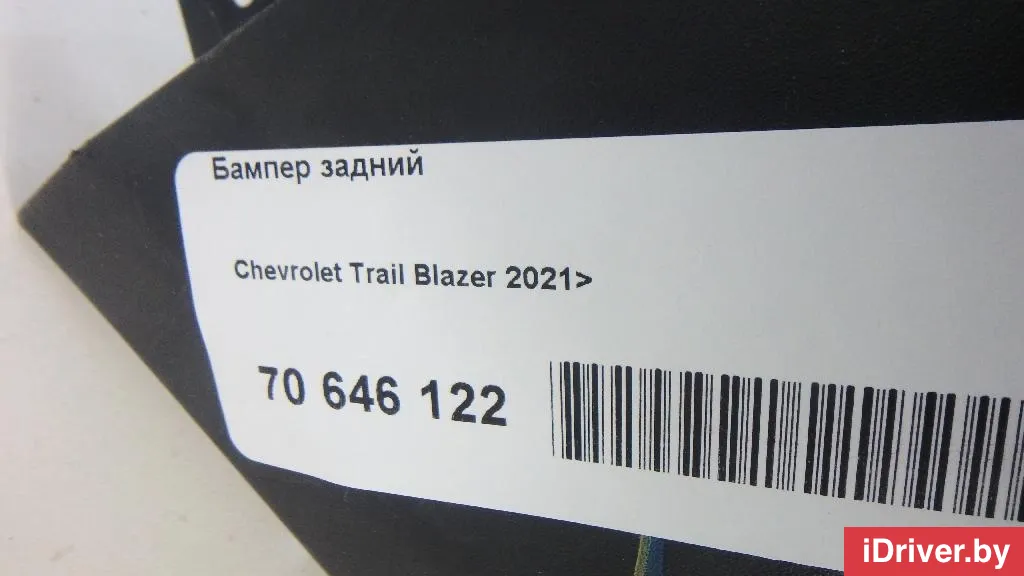 Бампер задний
Chevrolet Trail Blazer 2021>
70 646 122
iDriver.by